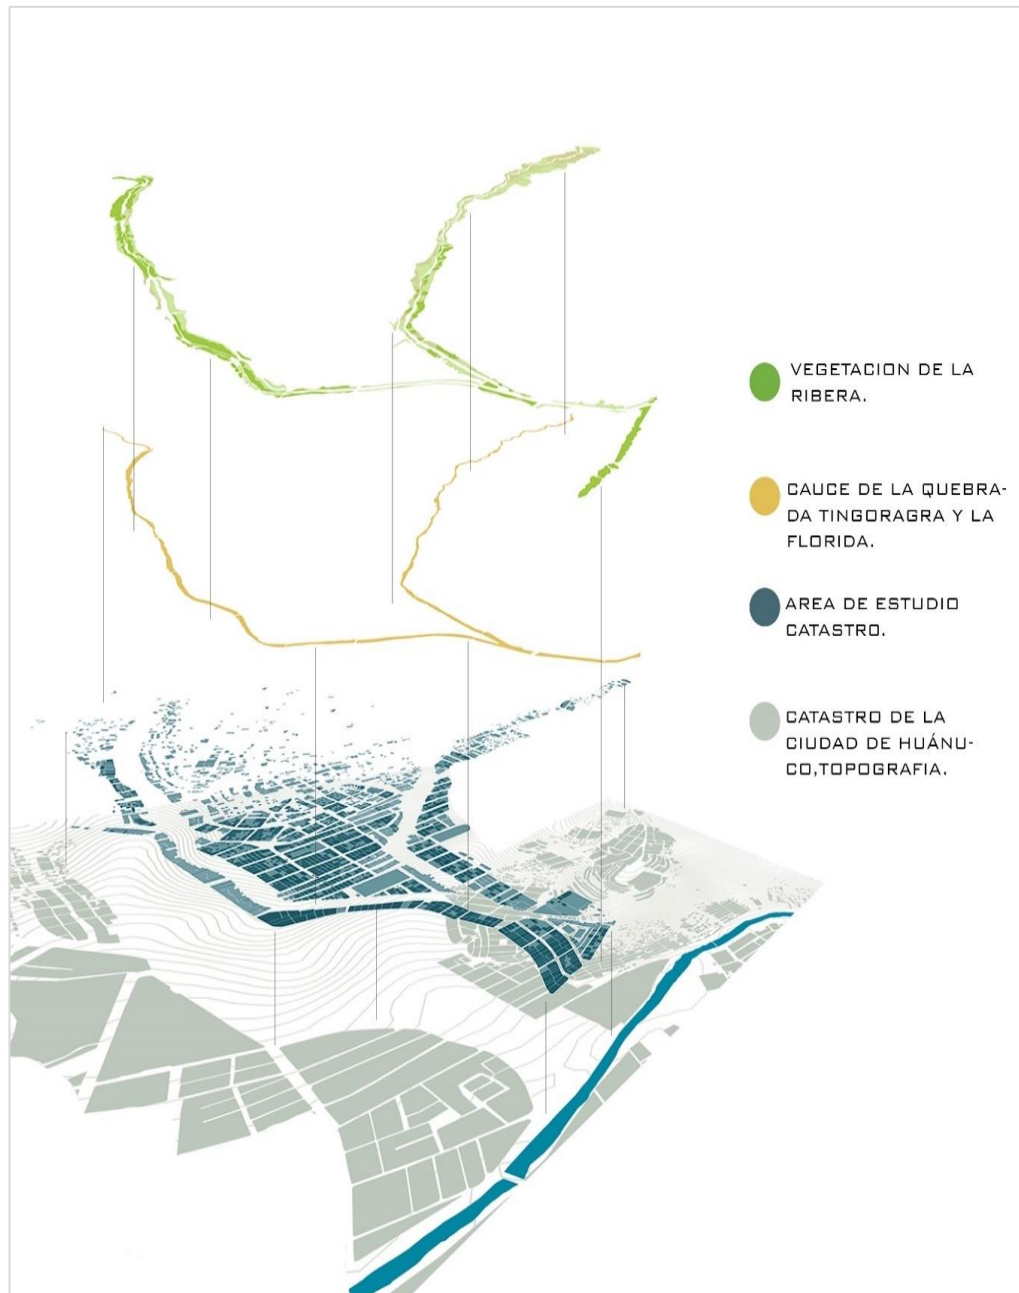 VEGETACION DE LA
RIBERA.
CAUCE DE LA QUEBRA-
DA TINGORAGRA Y LA
FLORIDA.
AREA DE ESTUDIO
CATASTRO.
CATASTRO DE LA
CIUDAD DE HUÁNU-
CO,TOPOGRAFIA.